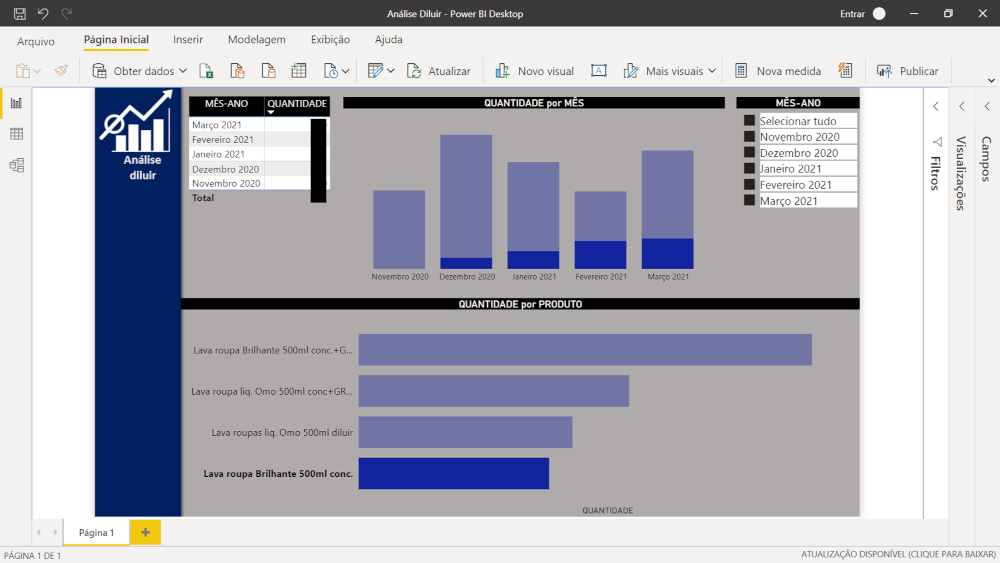 Análise Diluir - Power BI Desktop
Entrar
Arquivo
Página Inicial
Inserir
Modelagem
Exibição
Ajuda
Obter dados
Atualizar
Novo visual
A
Mais visuais
Nova medida
Publicar
Análise
diluir
MÊS-ANO QUANTIDADE
Março 2021
Fevereiro 2021
Janeiro 2021
Dezembro 2020
Novembro 2020
Total
QUANTIDADE por MÊS
Novembro 2020
Dezembro 2020
Janeiro 2021
Fevereiro 2021
Março 2021
MÊS-ANO
Selecionar tudo
Novembro 2020
Dezembro 2020
Janeiro 2021
Fevereiro 2021
Março 2021
Filtros
Visualizações
Campos
QUANTIDADE por PRODUTO
Lava roupa Brilhante 500ml conc.+G...
Lava roupa liq. Omo 500ml conc+GR...
Lava roupas liq. Omo 500ml diluir
Lava roupa Brilhante 500ml conc.
QUANTIDADE
Página 1
PÁGINA 1 DE 1
ATUALIZAÇÃO DISPONÍVEL (CLIQUE PARA BAIXAR)